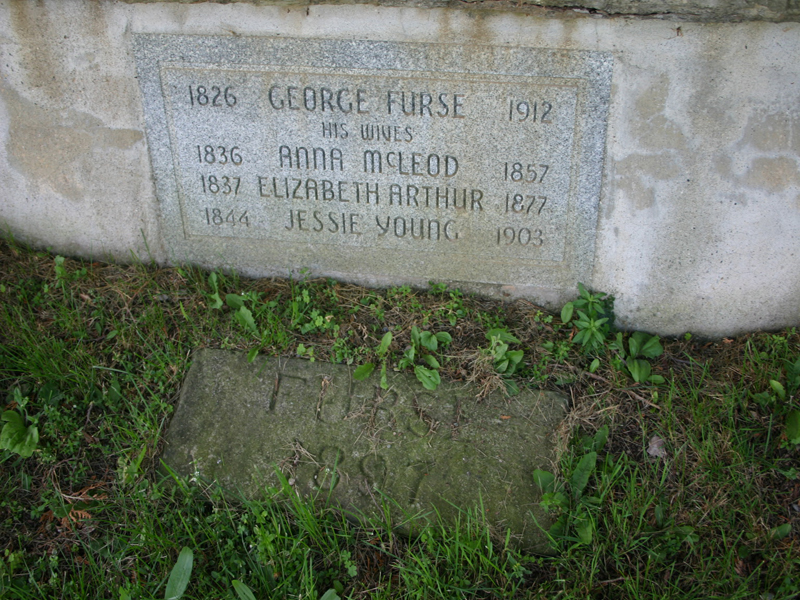 1826 GEORGE FURSE 1912
HIS WIVES
1836 ANNA McLEOD 1857
1837 ELIZABETH ARTHUR 1877
1844 JESSIE YOUNG 1903
FURSE
1887